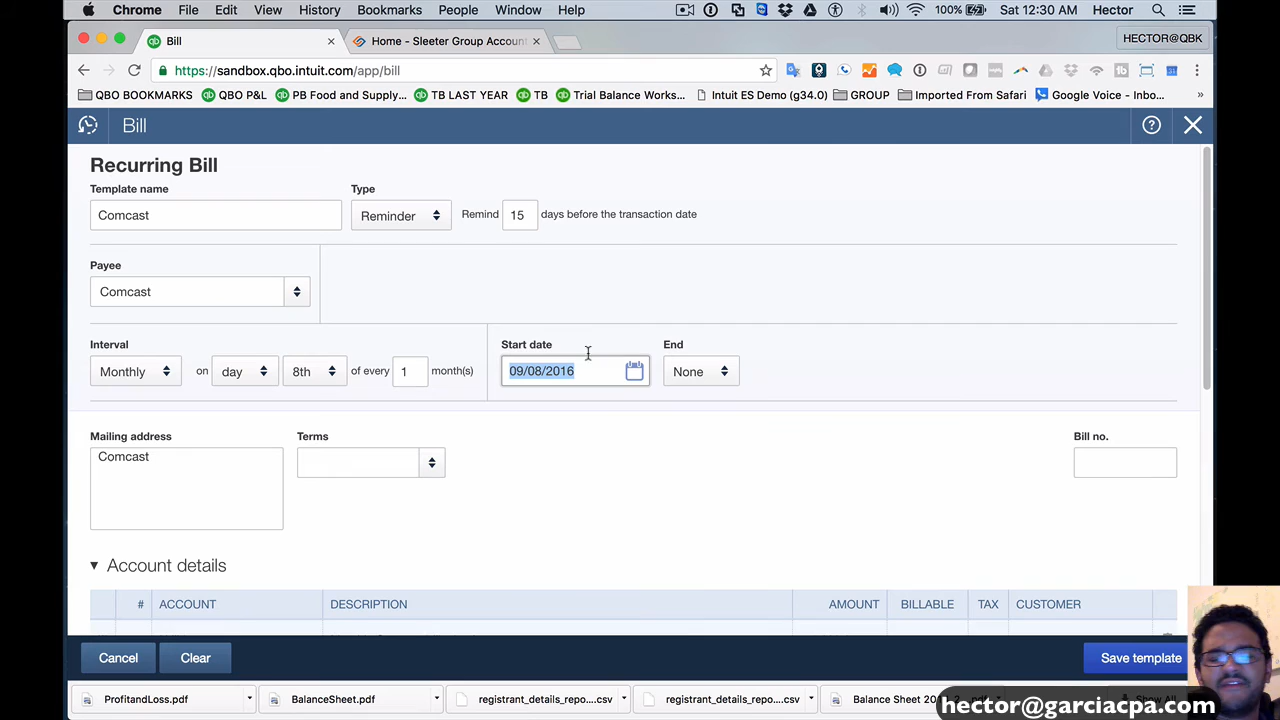 Chrome File Edit View History Bookmarks People Window Help 100% Sat 12:30 AM Hector
Bill Home - Sleeter Group Accoun HECTOR@QBK
https://sandbox.qbo.intuit.com/app/bill
QBO BOOKMARKS QBO P&L PB Food and Supply... TB LAST YEAR TB Trial Balance Works... Intuit ES Demo (g34.0) GROUP Imported From Safari Google Voice - Inbo... »
Bill
Recurring Bill
Template name Type
Comcast Reminder Remind 15 days before the transaction date
Payee
Comcast
Interval Start date End
Monthly on day 8th of every 1 month(s) 09/08/2016 None
Mailing address Terms Bill no.
Comcast
Account details
# ACCOUNT DESCRIPTION AMOUNT BILLABLE TAX CUSTOMER
Cancel Clear Save template
ProfitandLoss.pdf BalanceSheet.pdf registrant_details_repo....csv registrant_details_repo....csv Balance Sheet Show All
hector@garciacpa.com